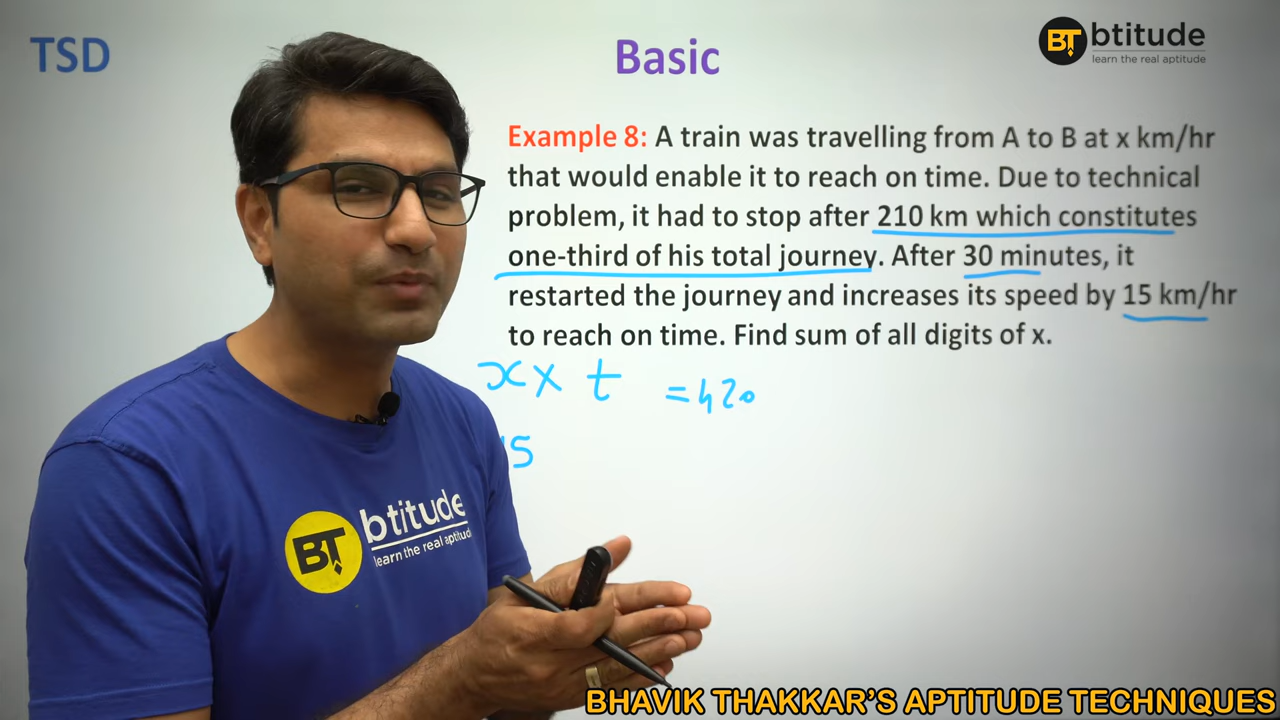 TSD
Basic
BT btitude
learn the real aptitude
Example 8: A train was travelling from A to B at x km/hr
that would enable it to reach on time. Due to technical
problem, it had to stop after 210 km which constitutes
one-third of his total journey. After 30 minutes, it
restarted the journey and increases its speed by 15 km/hr
to reach on time. Find sum of all digits of x.
x x t = 420
15
BT btitude
learn the real aptitude
BHAVIK THAKKAR'S APTITUDE TECHNIQUES